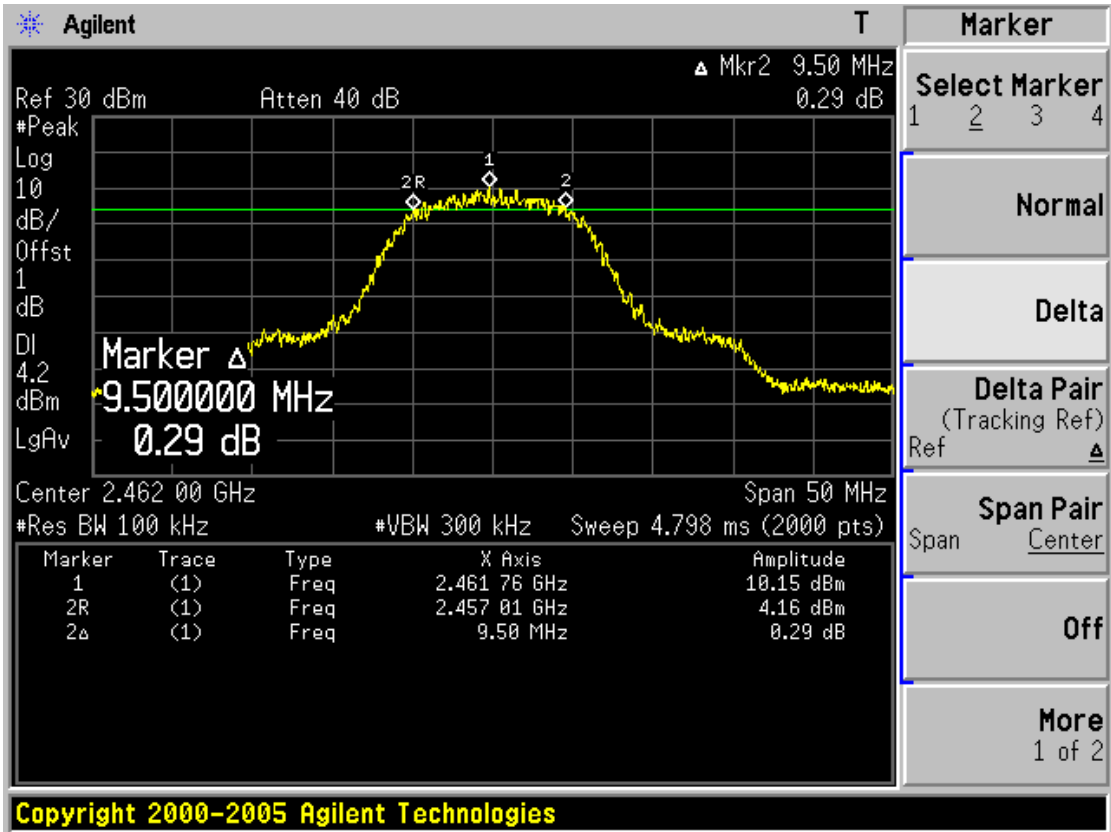 Agilent T
Δ Mkr2 9.50 MHz
Ref 30 dBm Atten 40 dB 0.29 dB
#Peak
Log
10
dB/
Offst
1
dB
DI
4.2
dBm
LgAv
2R
1
2
Marker Δ
9.500000 MHz
0.29 dB
Center 2.462 00 GHz Span 50 MHz
#Res BW 100 kHz #VBW 300 kHz Sweep 4.798 ms (2000 pts)
Marker Trace Type X Axis Amplitude
1 (1) Freq 2.461 76 GHz 10.15 dBm
2R (1) Freq 2.457 01 GHz 4.16 dBm
2Δ (1) Freq 9.50 MHz 0.29 dB
Marker
Select Marker
1 2 3 4
Normal
Delta
Delta Pair
(Tracking Ref)
Ref Δ
Span Pair
Span Center
Off
More
1 of 2
Copyright 2000-2005 Agilent Technologies